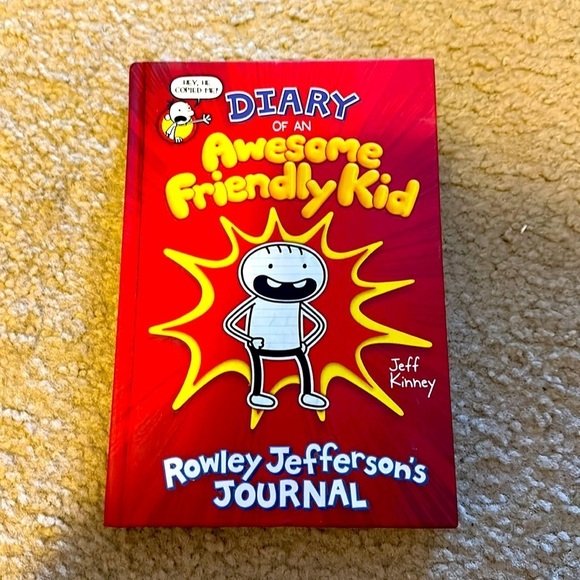 HEY, HE
COPIED ME!
DIARY
OF AN
Awesome
Friendly Kid
Jeff
Kinney
Rowley Jefferson's
JOURNAL